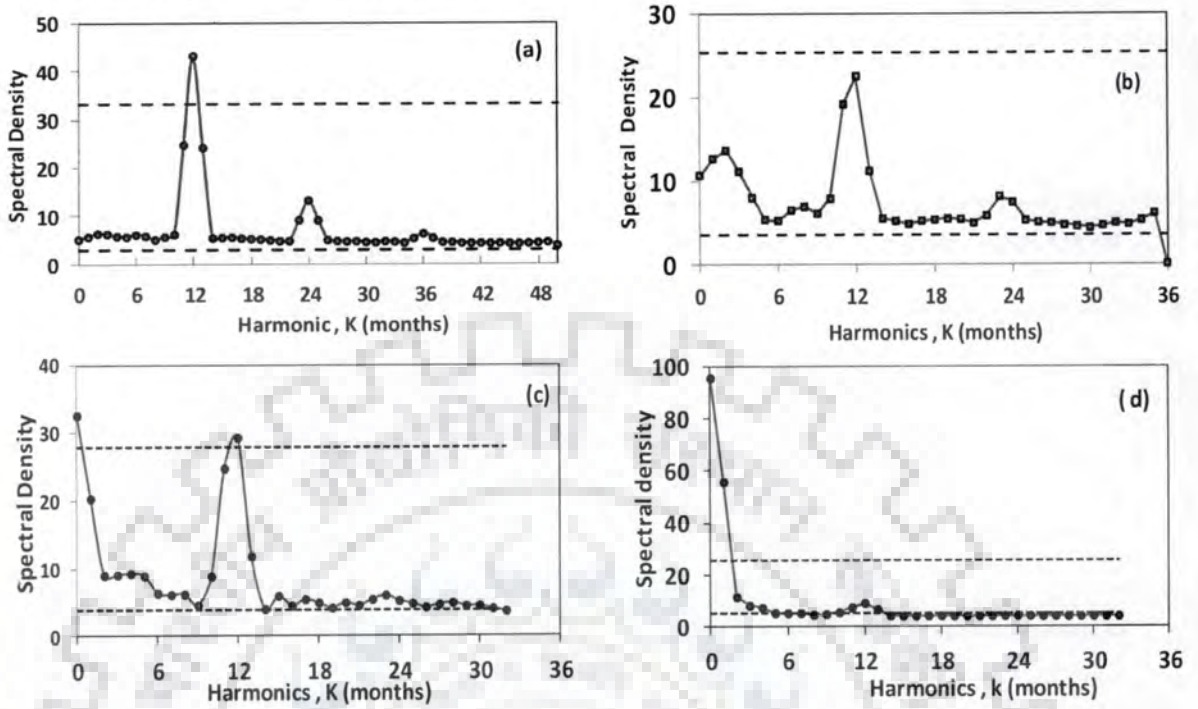 50
40
30
20
10
0
Spectral Density
(a)
0 6 12 18 24 30 36 42 48
Harmonic , K (months)
30
20
10
0
Spectral Density
(b)
0 6 12 18 24 30 36
Harmonics , K (months)
40
30
20
10
0
Spectral Density
(c)
0 6 12 18 24 30 36
Harmonics , K (months)
100
80
60
40
20
0
Spectral density
( d)
0 6 12 18 24 30 36
Harmonics , k (months)